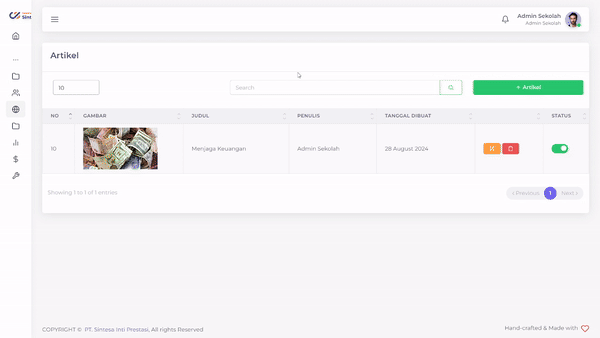 Sinte
Admin Sekolah
Admin Sekolah
Artikel
10
Search
+ Artikel
NO GAMBAR JUDUL PENULIS TANGGAL DIBUAT STATUS
10 Menjaga Keuangan Admin Sekolah 28 August 2024
Showing 1 to 1 of 1 entries
‹ Previous 1 Next ›
COPYRIGHT © PT. Sintesa Inti Prestasi, All rights Reserved
Hand-crafted & Made with